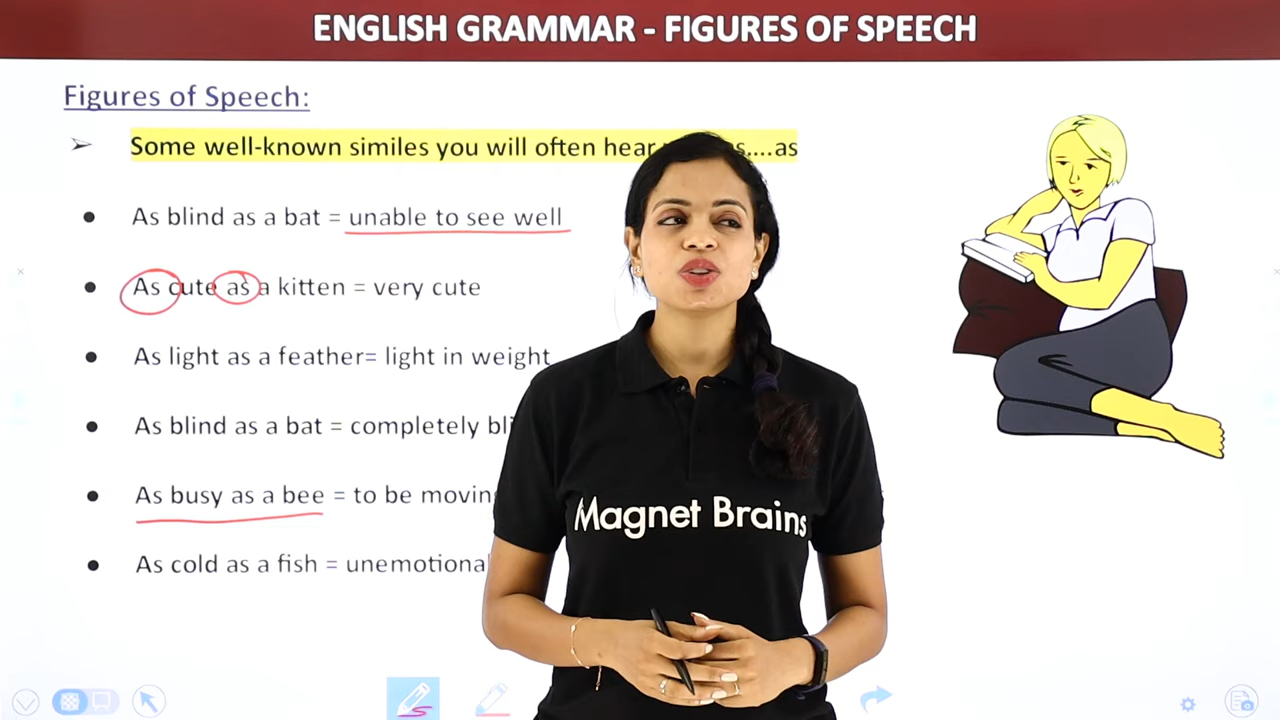 ENGLISH GRAMMAR - FIGURES OF SPEECH
Figures of Speech:
➢ Some well-known similes you will often hear ....as
• As blind as a bat = unable to see well
• As cute as a kitten = very cute
• As light as a feather= light in weight
• As blind as a bat = completely
• As busy as a bee = to be moving
• As cold as a fish = unemotional
Magnet Brains